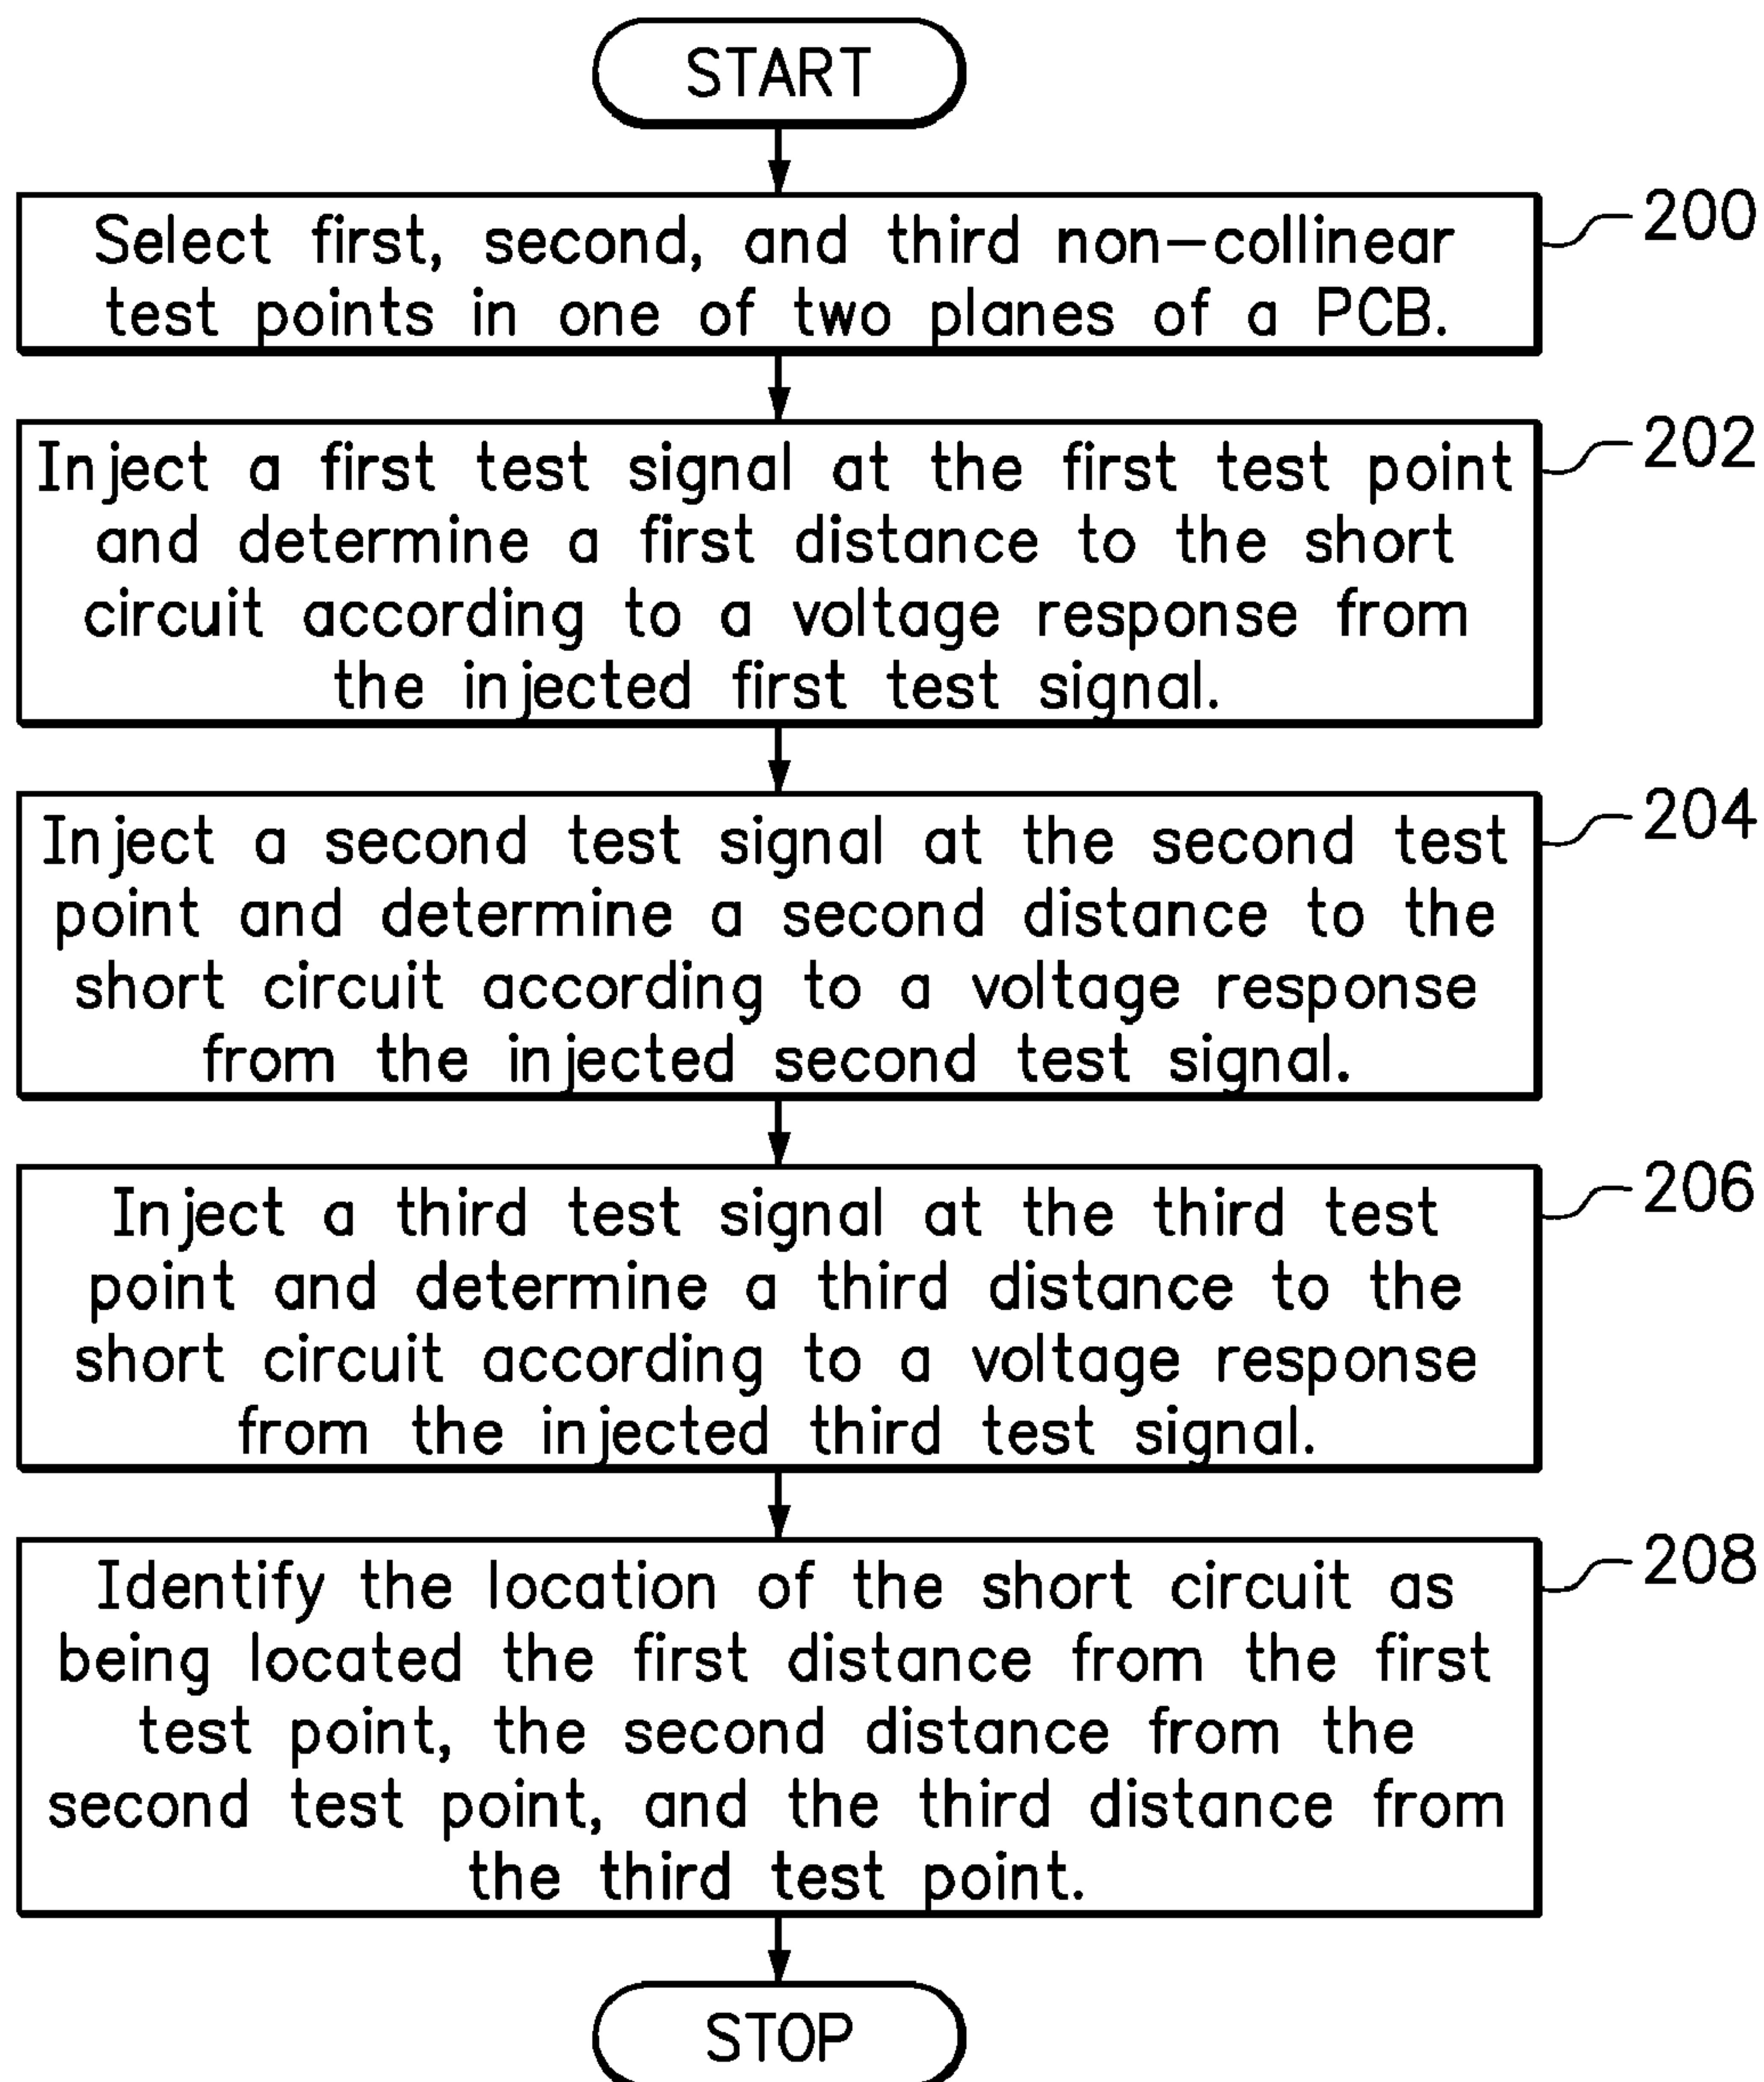 START
Select first, second, and third non-collinear
test points in one of two planes of a PCB.
200
Inject a first test signal at the first test point
and determine a first distance to the short
circuit according to a voltage response from
the injected first test signal.
202
Inject a second test signal at the second test
point and determine a second distance to the
short circuit according to a voltage response
from the injected second test signal.
204
Inject a third test signal at the third test
point and determine a third distance to the
short circuit according to a voltage response
from the injected third test signal.
206
Identify the location of the short circuit as
being located the first distance from the first
test point, the second distance from the
second test point, and the third distance from
the third test point.
208
STOP